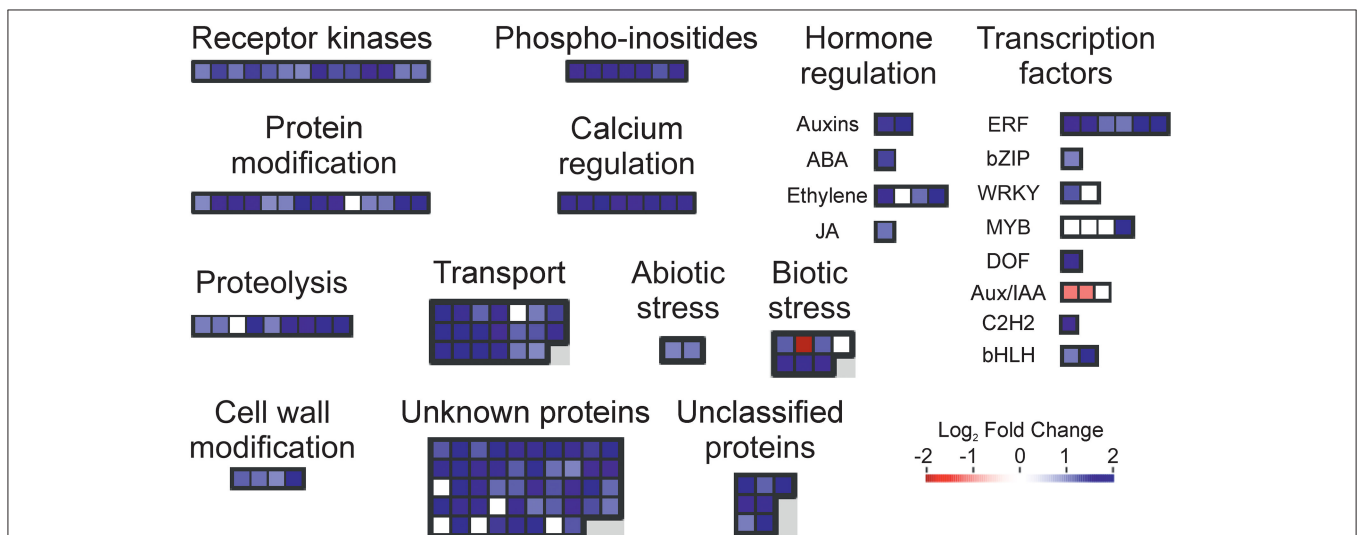 Receptor kinases
Phospho-inositides
Hormone
regulation
Transcription
factors
Protein
modification
Calcium
regulation
Auxins
ABA
Ethylene
JA
ERF
bZIP
WRKY
MYB
DOF
Aux/IAA
C2H2
bHLH
Proteolysis
Transport
Abiotic
stress
Biotic
stress
Cell wall
modification
Unknown proteins
Unclassified
proteins
Log₂ Fold Change
-2 -1 0 1 2